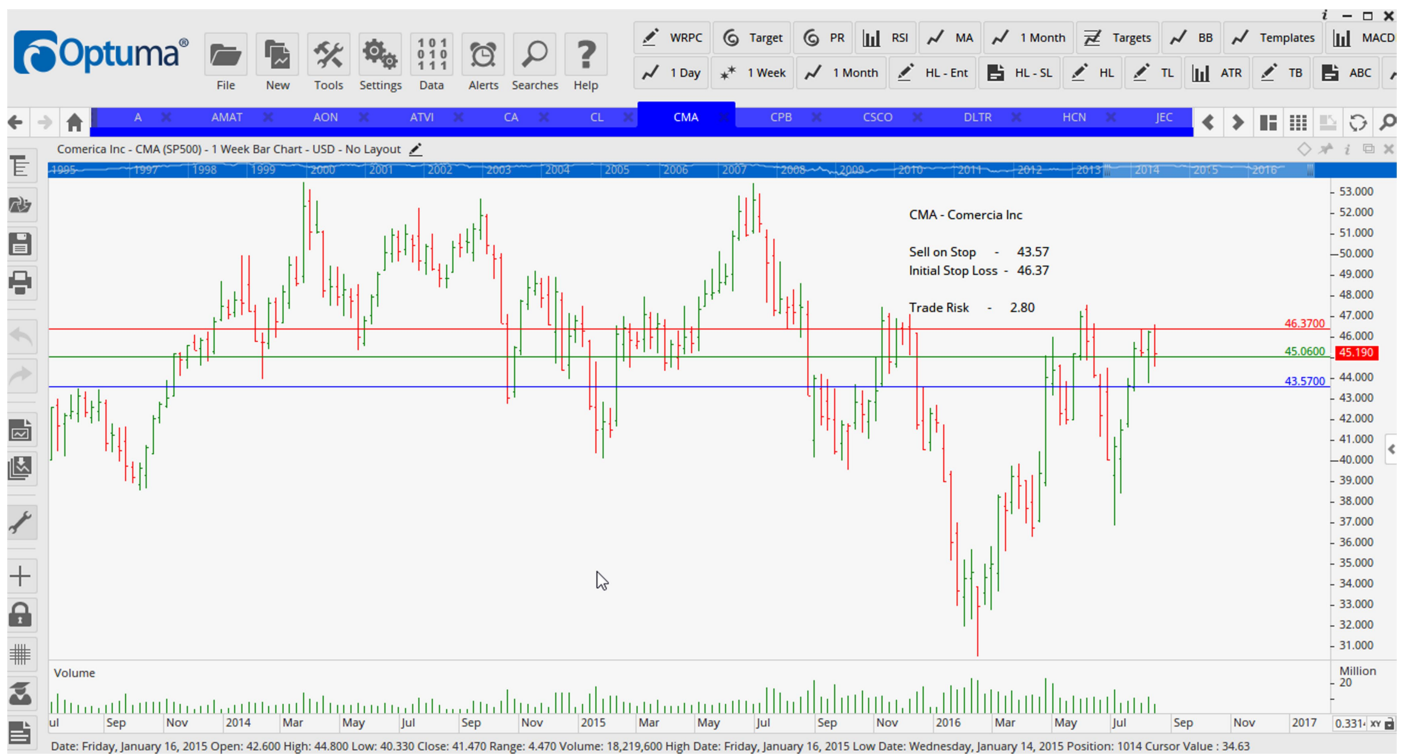 i
Optuma®
File New Tools Settings Data Alerts Searches Help
WRPC Target PR RSI MA 1 Month Targets BB Templates MACD
1 Day 1 Week 1 Month HL - Ent HL - SL HL TL ATR TB ABC
A AMAT AON ATVI CA CL CMA CPB CSCO DLTR HCN JEC
Comerica Inc - CMA (SP500) - 1 Week Bar Chart - USD - No Layout
1995 1997 1998 1999 2000 2001 2002 2003 2004 2005 2006 2007 2008 2009 2010 2011 2012 2013 2014 2015 2016
53.000
52.000
CMA - Comercia Inc
51.000
Sell on Stop - 43.57
50.000
Initial Stop Loss - 46.37
49.000
48.000
Trade Risk - 2.80
47.000
46.3700
46.000
45.0600 45.190
44.000
43.5700
43.000
42.000
41.000
40.000
39.000
38.000
37.000
36.000
35.000
34.000
33.000
32.000
31.000
Volume Million
20
ul Sep Nov 2014 Mar May Jul Sep Nov 2015 Mar May Jul Sep Nov 2016 Mar May Jul Sep Nov 2017 0.331 XY
Date: Friday, January 16, 2015 Open: 42.600 High: 44.800 Low: 40.330 Close: 41.470 Range: 4.470 Volume: 18,219,600 High Date: Friday, January 16, 2015 Low Date: Wednesday, January 14, 2015 Position: 1014 Cursor Value : 34.63